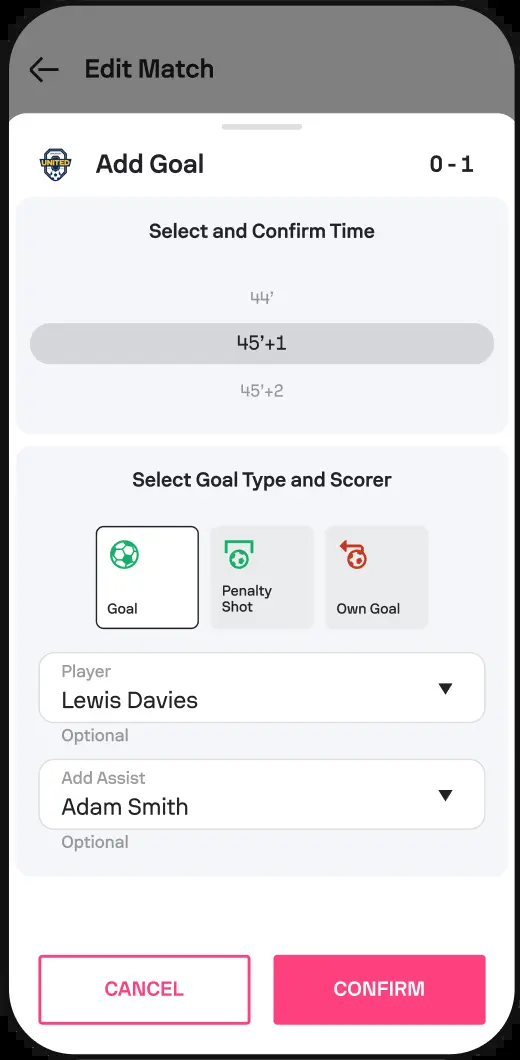 Edit Match
UNITED
Add Goal
0 - 1
Select and Confirm Time
44’
45’+1
45’+2
Select Goal Type and Scorer
Goal
Penalty
Shot
Own Goal
Player
Lewis Davies
Optional
Add Assist
Adam Smith
Optional
CANCEL
CONFIRM